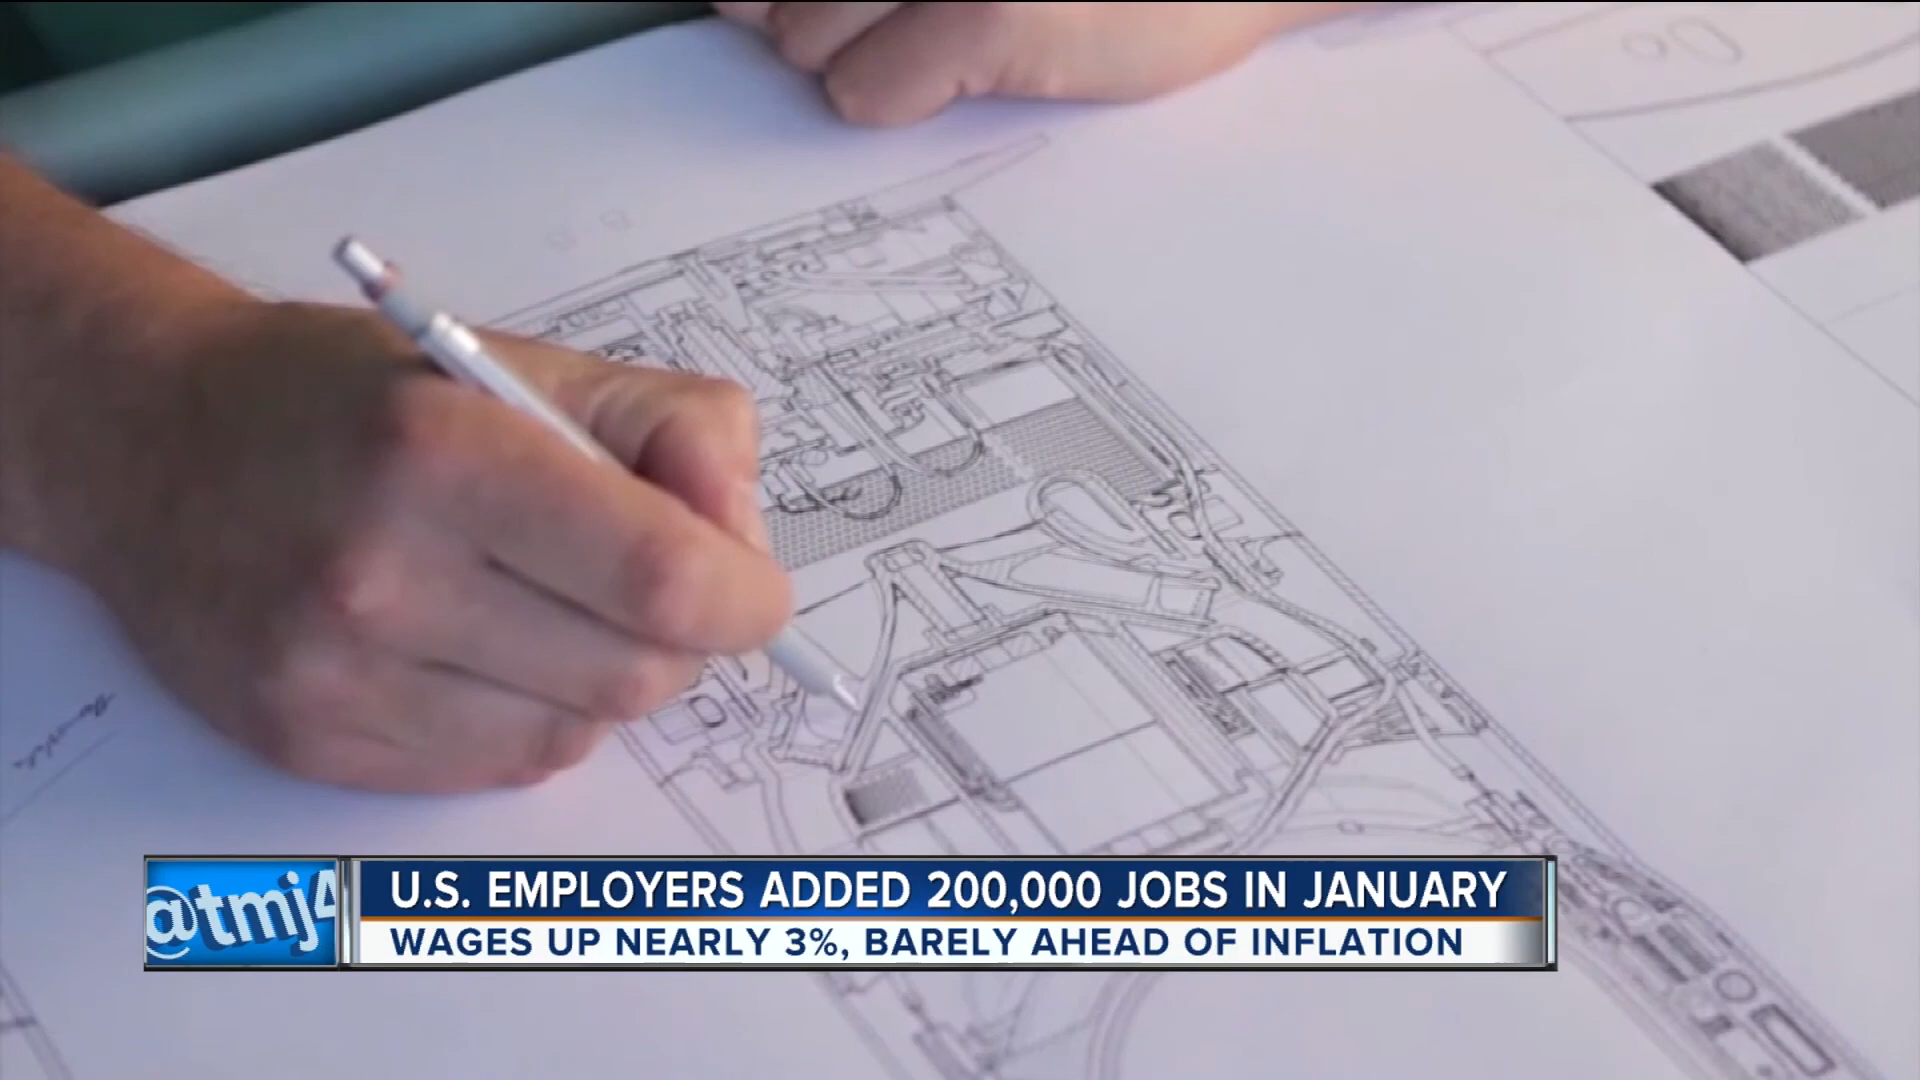 @tmj4
U.S. EMPLOYERS ADDED 200,000 JOBS IN JANUARY
WAGES UP NEARLY 3%, BARELY AHEAD OF INFLATION